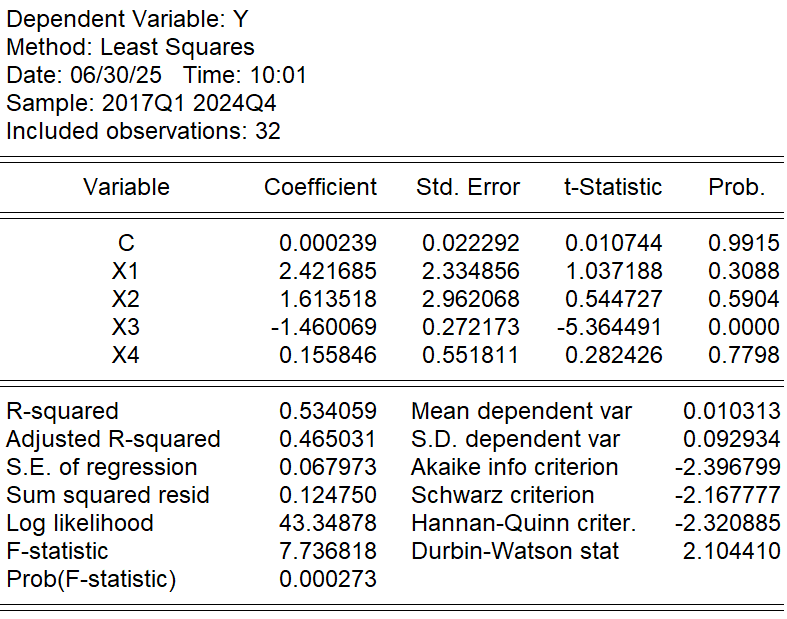 Dependent Variable: Y
Method: Least Squares
Date: 06/30/25 Time: 10:01
Sample: 2017Q1 2024Q4
Included observations: 32
Variable Coefficient Std. Error t-Statistic Prob.
C 0.000239 0.022292 0.010744 0.9915
X1 2.421685 2.334856 1.037188 0.3088
X2 1.613518 2.962068 0.544727 0.5904
X3 -1.460069 0.272173 -5.364491 0.0000
X4 0.155846 0.551811 0.282426 0.7798
R-squared 0.534059 Mean dependent var 0.010313
Adjusted R-squared 0.465031 S.D. dependent var 0.092934
S.E. of regression 0.067973 Akaike info criterion -2.396799
Sum squared resid 0.124750 Schwarz criterion -2.167777
Log likelihood 43.34878 Hannan-Quinn criter. -2.320885
F-statistic 7.736818 Durbin-Watson stat 2.104410
Prob(F-statistic) 0.000273